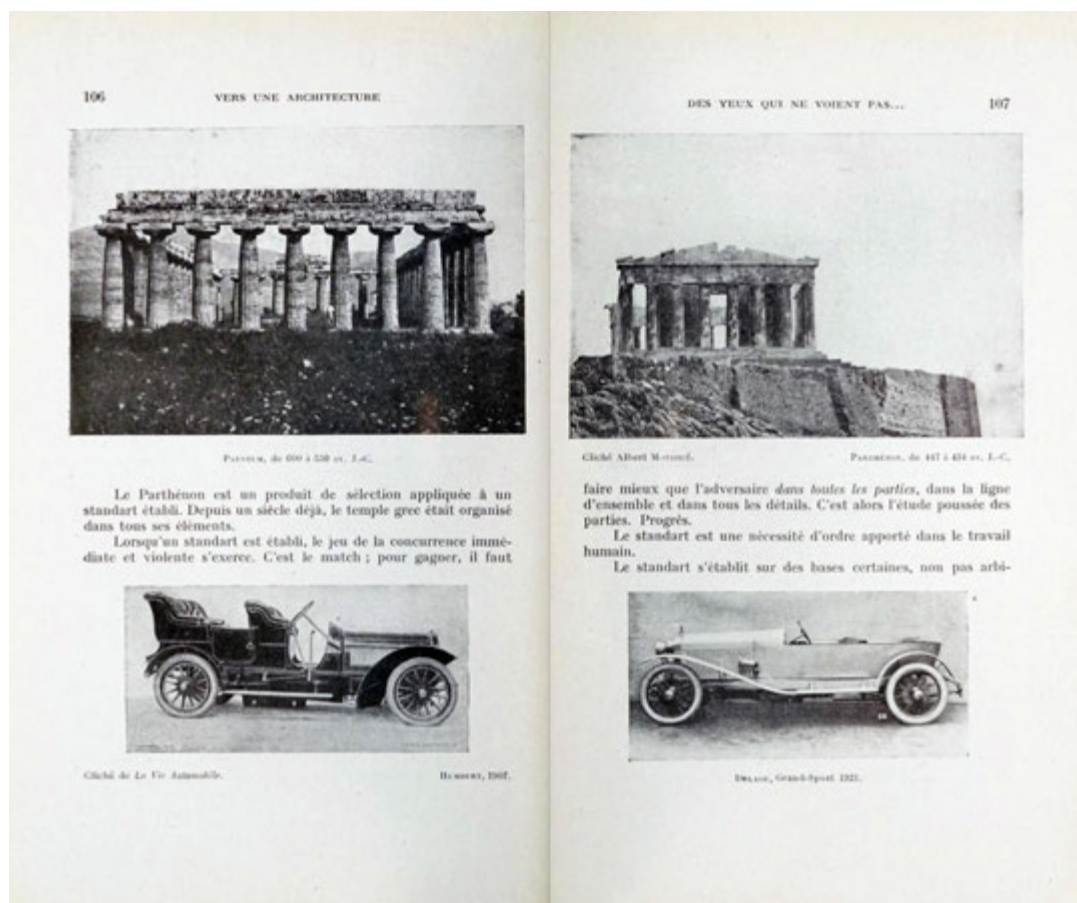 106
VERS UNE ARCHITECTURE
de 600 à 550 av. J.-C.
Le Parthénon est un produit de sélection appliquée à un
standart établi. Depuis un siècle déjà, le temple grec était organisé
dans tous ses éléments.
Lorsqu'un standart est établi, le jeu de la concurrence immé-
diate et violente s'exerce. C'est le match ; pour gagner, il faut
Cliché de La Vie Automobile.
1907.
DES YEUX QUI NE VOIENT PAS...
107
Cliché Albert
PARTHÉNON, de 447 à 434 av. J.-C.
faire mieux que l'adversaire dans toutes les parties, dans la ligne
d'ensemble et dans tous les détails. C'est alors l'étude poussée des
parties. Progrès.
Le standart est une nécessité d'ordre apporté dans le travail
humain.
Le standart s'établit sur des bases certaines, non pas arbi-
DELAGE, Grand-Sport 1921.